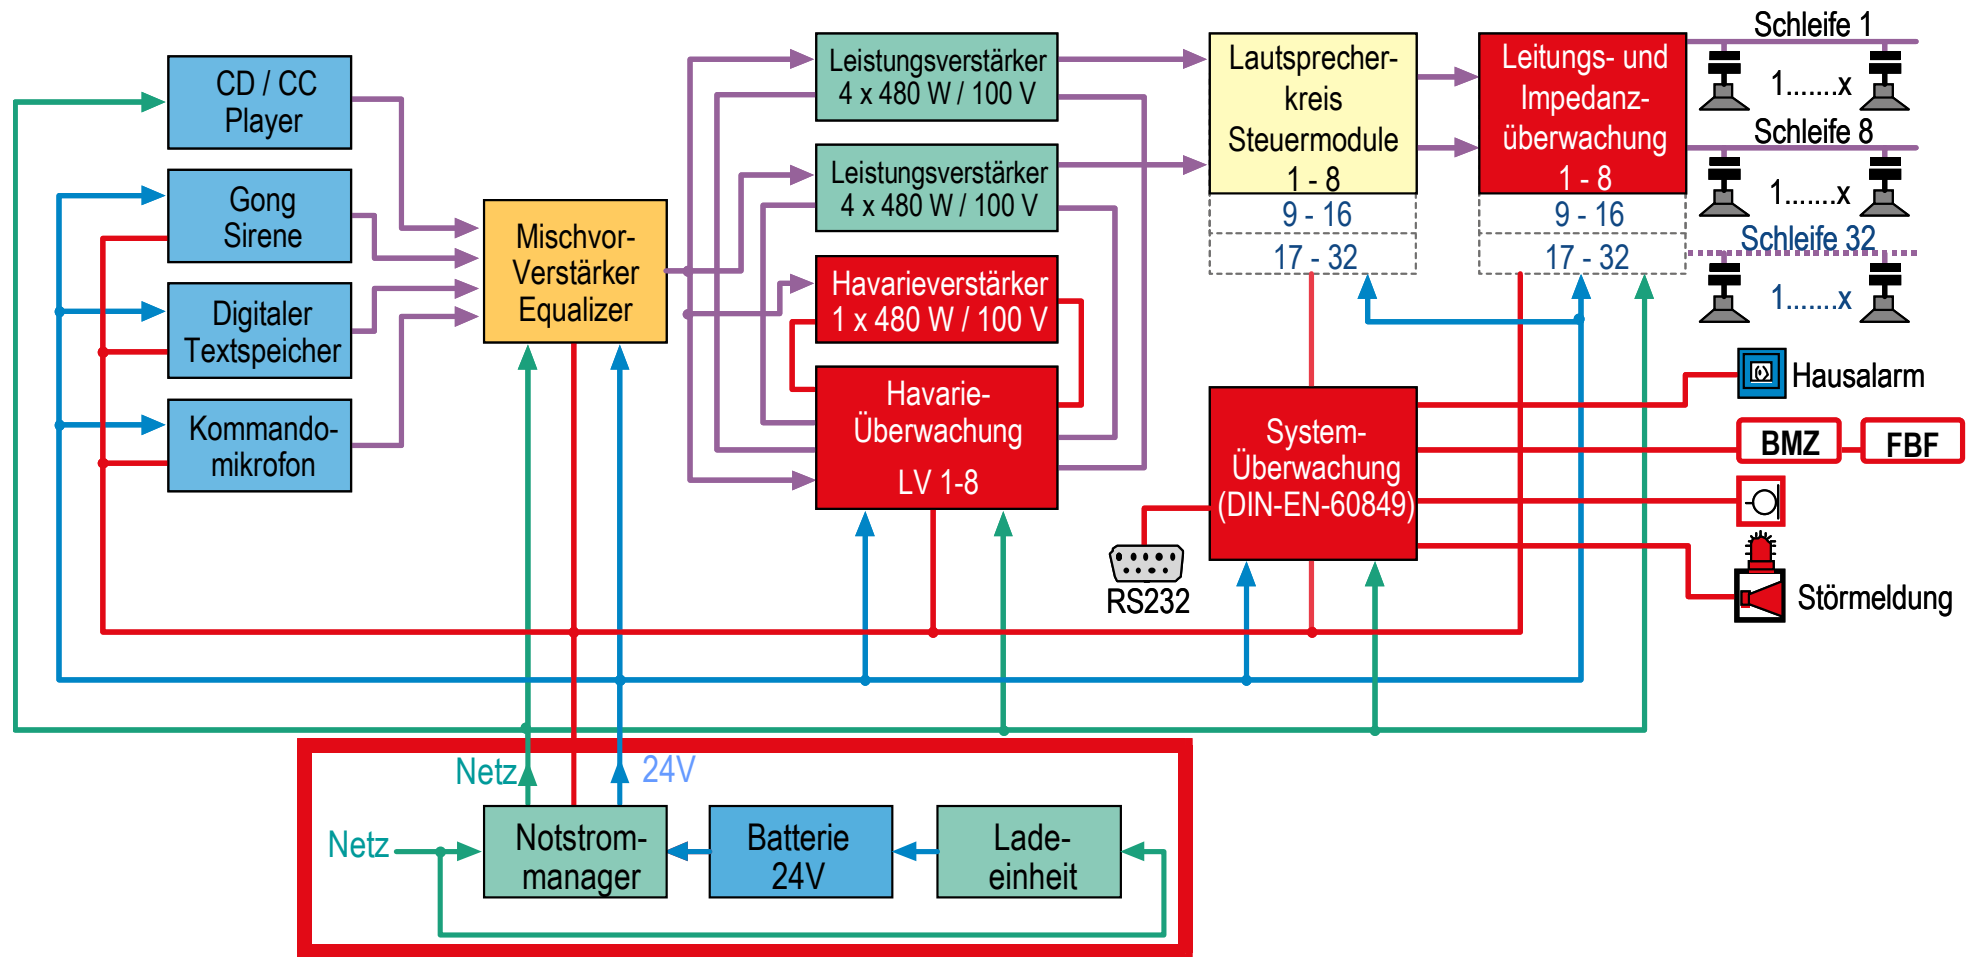 CD / CC
Player
Gong
Sirene
Digitaler
Textspeicher
Kommando-
mikrofon
Mischvor-
Verstärker
Equalizer
Leistungsverstärker
4 x 480 W / 100 V
Leistungsverstärker
4 x 480 W / 100 V
Havarieverstärker
1 x 480 W / 100 V
Havarie-
Überwachung
LV 1-8
Lautsprecher-
kreis
Steuermodule
1 - 8
9 - 16
17 - 32
Leitungs- und
Impedanz-
überwachung
1 - 8
9 - 16
17 - 32
Schleife 1
1.......x
Schleife 8
1.......x
Schleife 32
1.......x
System-
Überwachung
(DIN-EN-60849)
RS232
Hausalarm
BMZ
FBF
Störmeldung
Netz
24V
Netz
Notstrom-
manager
Batterie
24V
Lade-
einheit